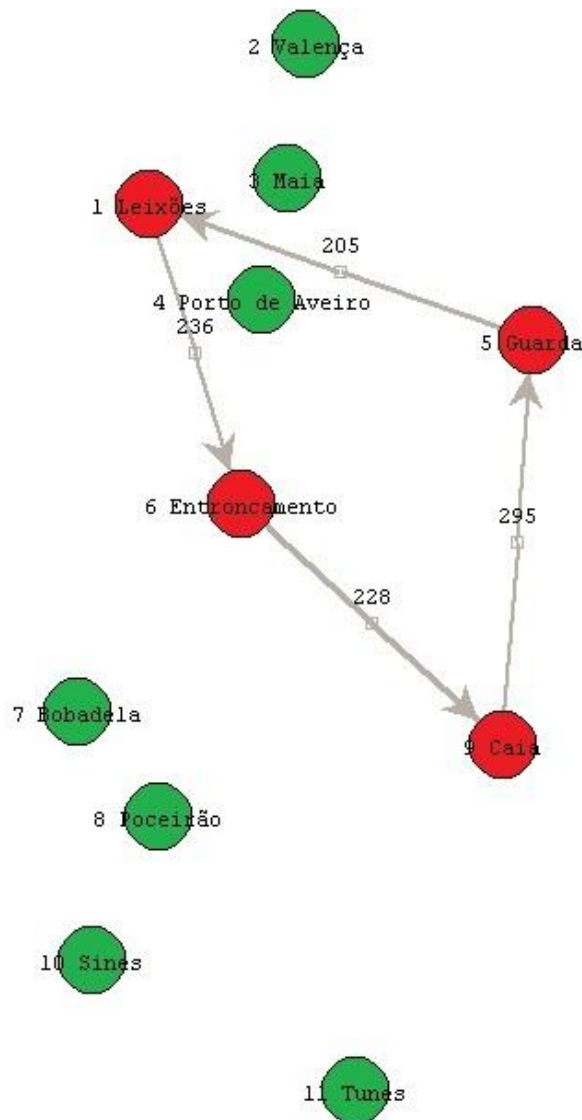 2 Valença
3 Maia
1 Leixões
205
4 Porto de Aveiro
236
5 Guarda
6 Entroncamento
295
228
7 Bobadela
9 Caia
8 Poceirão
10 Sines
11 Tunes